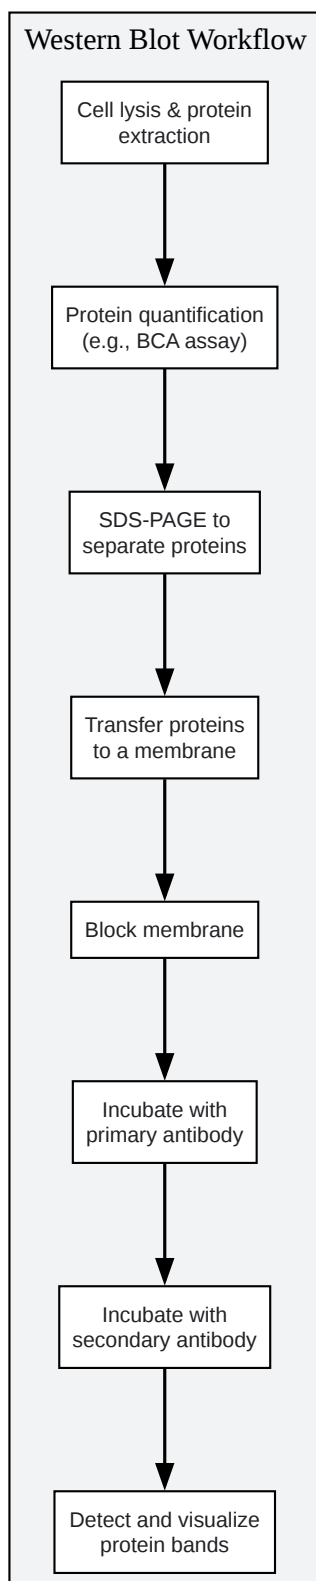 Western Blot Workflow
Cell lysis & protein
extraction
Protein quantification
(e.g., BCA assay)
SDS-PAGE to
separate proteins
Transfer proteins
to a membrane
Block membrane
Incubate with
primary antibody
Incubate with
secondary antibody
Detect and visualize
protein bands